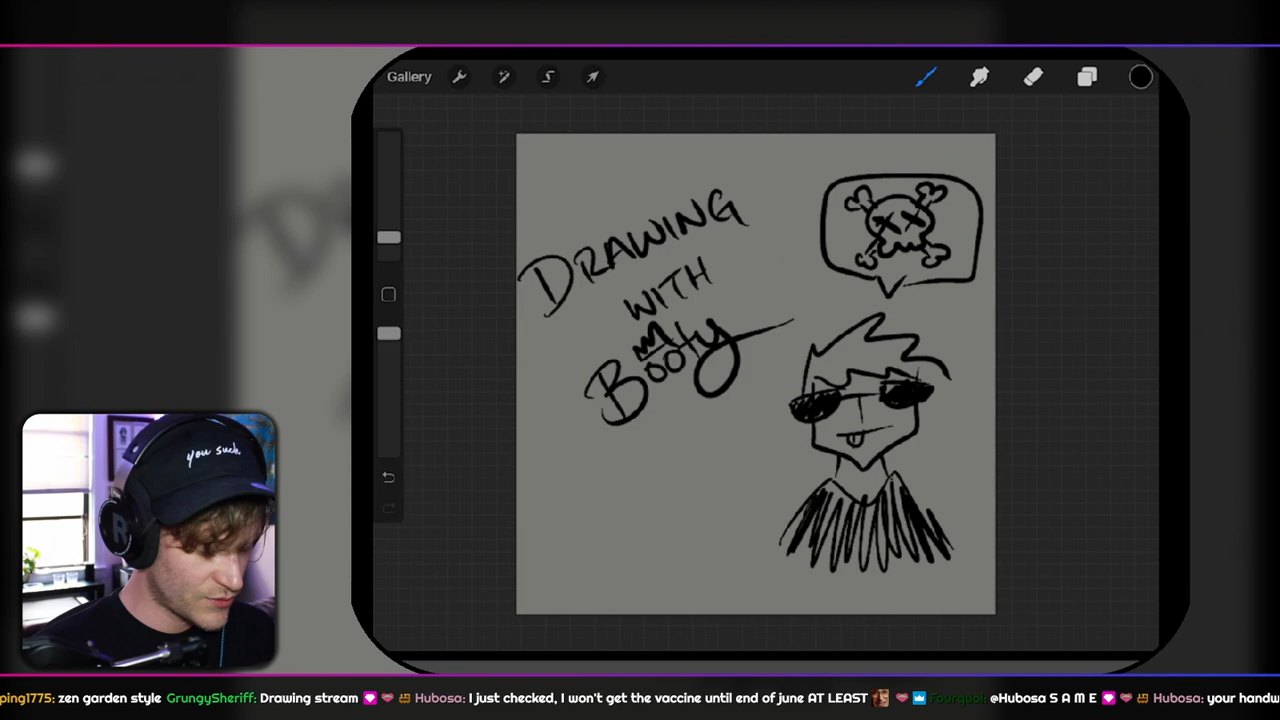 Gallery
DRAWING
WITH
m
Booty
you suck.
R
ping1775: zen garden style GrungySheriff: Drawing stream Hubosa: I just checked, I won't get the vaccine until end of june AT LEAST Fourquoi: @Hubosa S A M E Hubosa: your handw